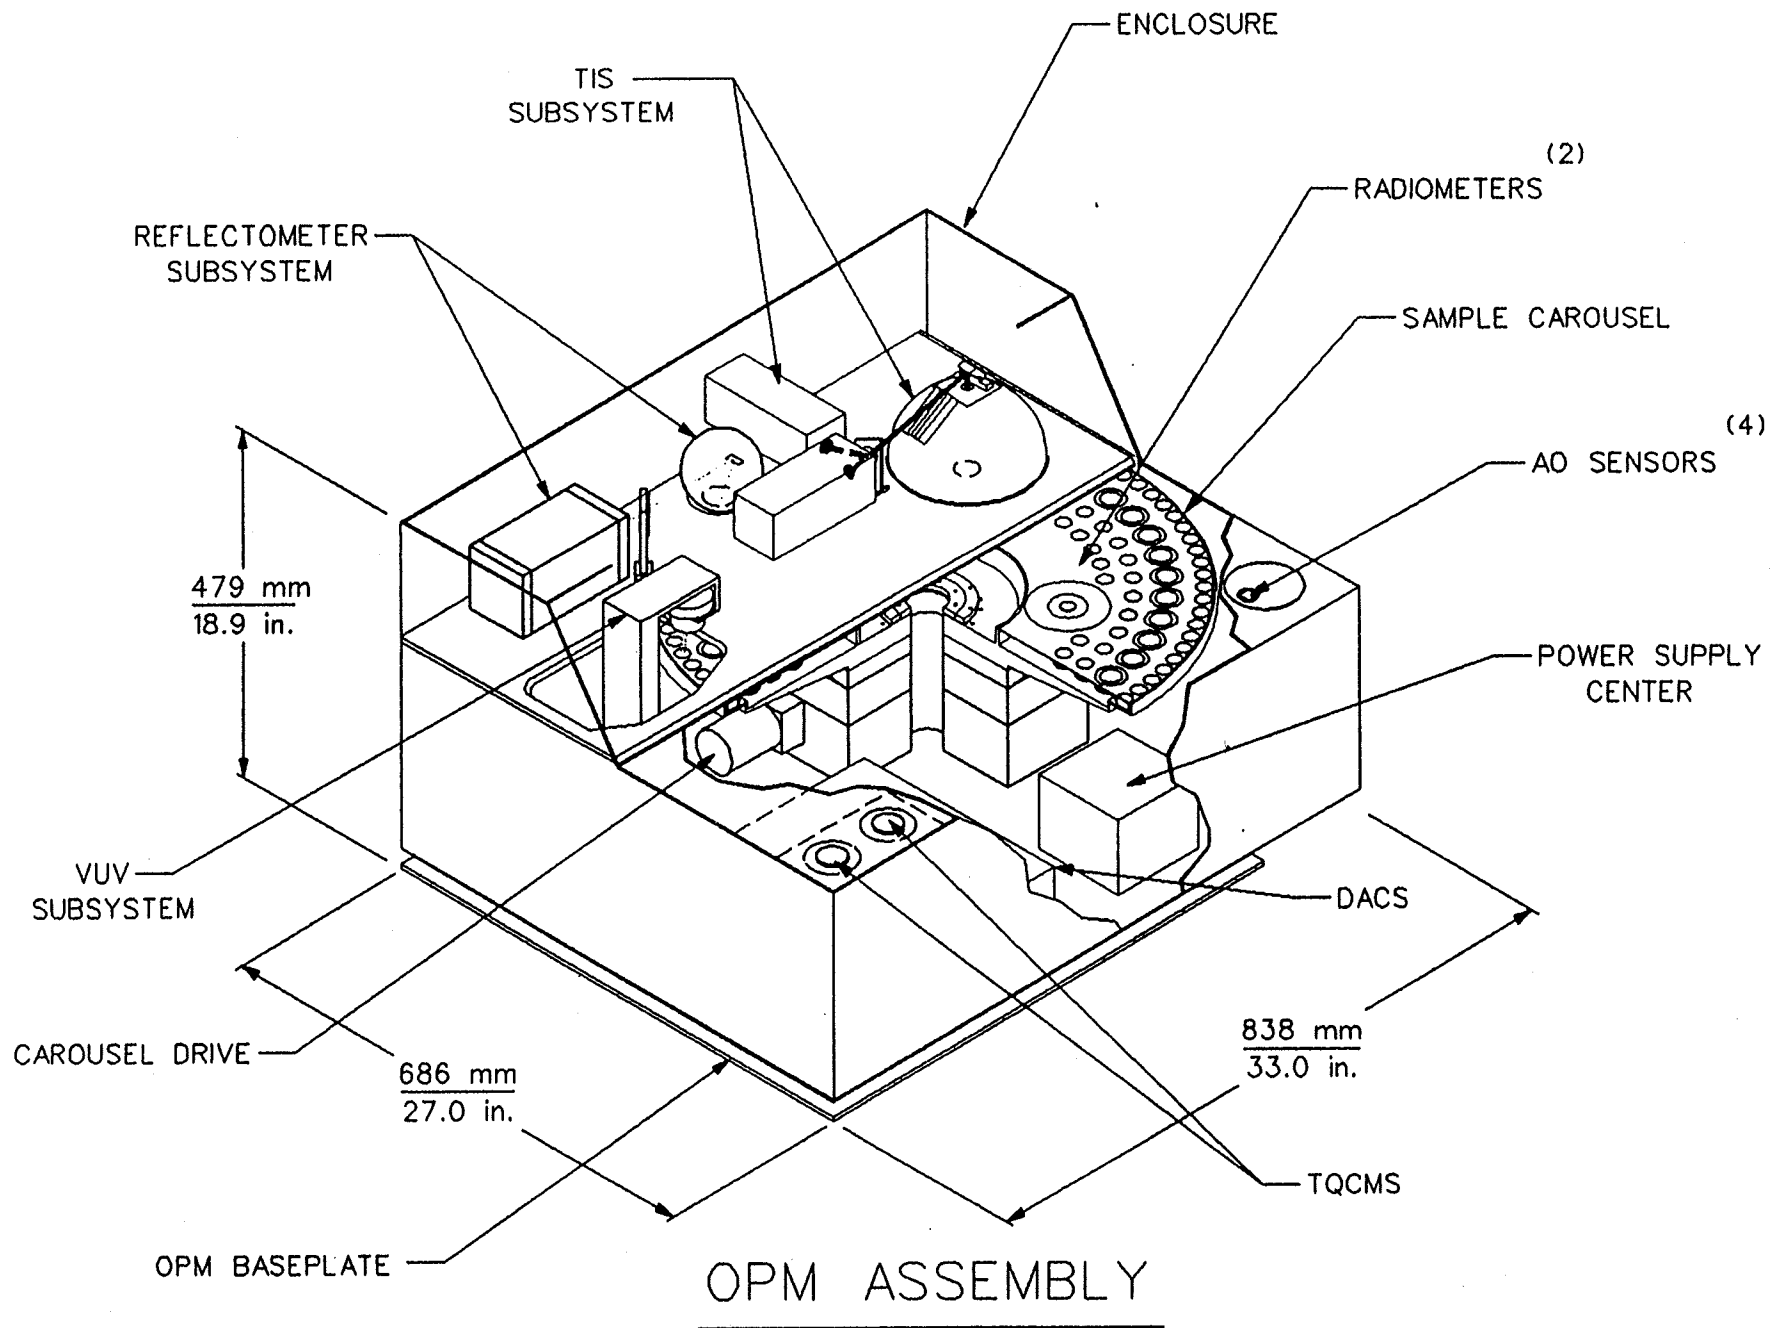 ENCLOSURE
TIS
SUBSYSTEM
(2)
RADIOMETERS
REFLECTOMETER
SUBSYSTEM
SAMPLE CAROUSEL
(4)
AO SENSORS
479 mm
18.9 in.
POWER SUPPLY
CENTER
VUV
SUBSYSTEM
DACS
CAROUSEL DRIVE
686 mm
27.0 in.
838 mm
33.0 in.
TQCMS
OPM BASEPLATE
OPM ASSEMBLY